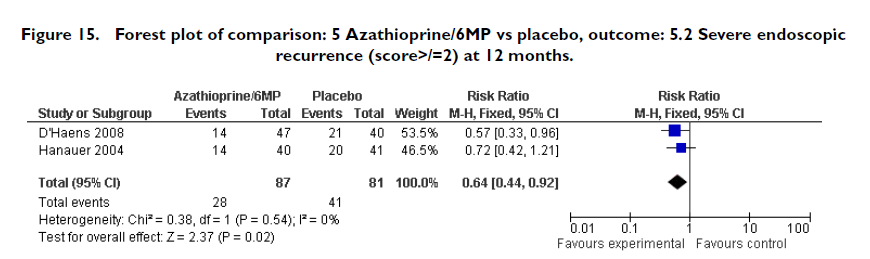 Figure 15. Forest plot of comparison: 5 Azathioprine/6MP vs placebo, outcome: 5.2 Severe endoscopic
recurrence (score>/=2) at 12 months.
Azathioprine/6MP Placebo Risk Ratio Risk Ratio
Study or Subgroup Events Total Events Total Weight M-H, Fixed, 95% CI M-H, Fixed, 95% CI
D'Haens 2008 14 47 21 40 53.5% 0.57 [0.33, 0.96]
Hanauer 2004 14 40 20 41 46.5% 0.72 [0.42, 1.21]
Total (95% CI) 87 81 100.0% 0.64 [0.44, 0.92]
Total events 28 41
Heterogeneity: Chi² = 0.38, df = 1 (P = 0.54); I² = 0%
Test for overall effect: Z = 2.37 (P = 0.02)
0.01 0.1 1 10 100
Favours experimental Favours control